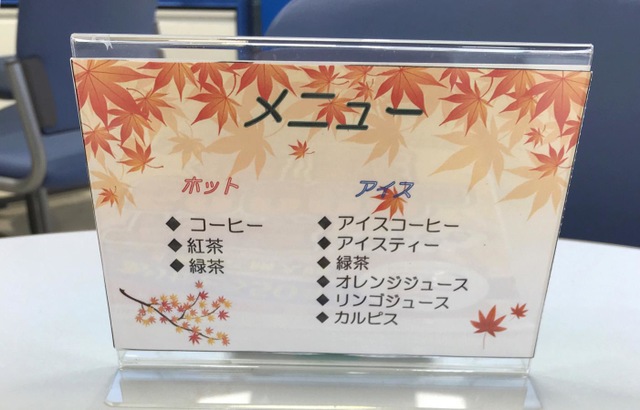 メニュー
ホット
◆ コーヒー
◆ 紅茶
◆ 緑茶
アイス
◆ アイスコーヒー
◆ アイスティー
◆ 緑茶
◆ オレンジジュース
◆ リンゴジュース
◆ カルピス